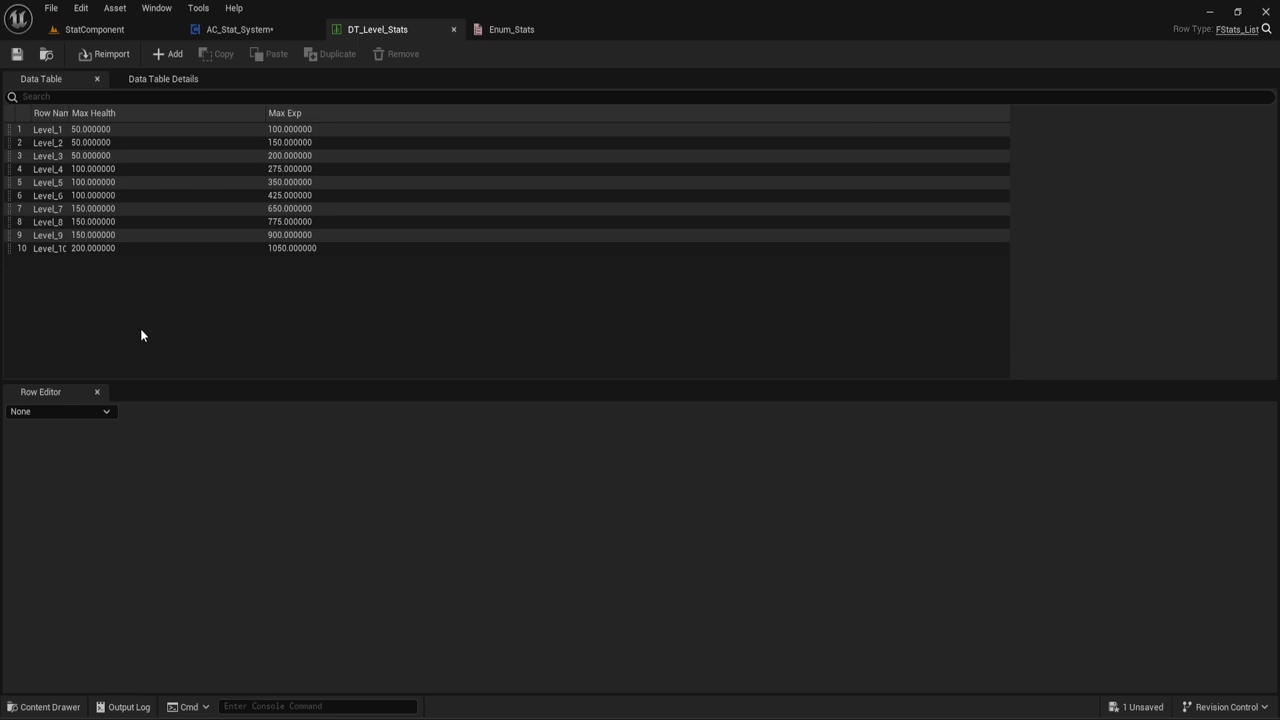 File Edit Asset Window Tools Help
StatComponent AC_Stat_System* DT_Level_Stats Enum_Stats Row Type: FStats_List
Reimport Add Copy Paste Duplicate Remove
Data Table Data Table Details
Search
Row Nan Max Health Max Exp
1 Level_1 50.000000 100.000000
2 Level_2 50.000000 150.000000
3 Level_3 50.000000 200.000000
4 Level_4 100.000000 275.000000
5 Level_5 100.000000 350.000000
6 Level_6 100.000000 425.000000
7 Level_7 150.000000 650.000000
8 Level_8 150.000000 775.000000
9 Level_9 150.000000 900.000000
10 Level_1( 200.000000 1050.000000
Row Editor
None
Content Drawer Output Log Cmd Enter Console Command 1 Unsaved Revision Control